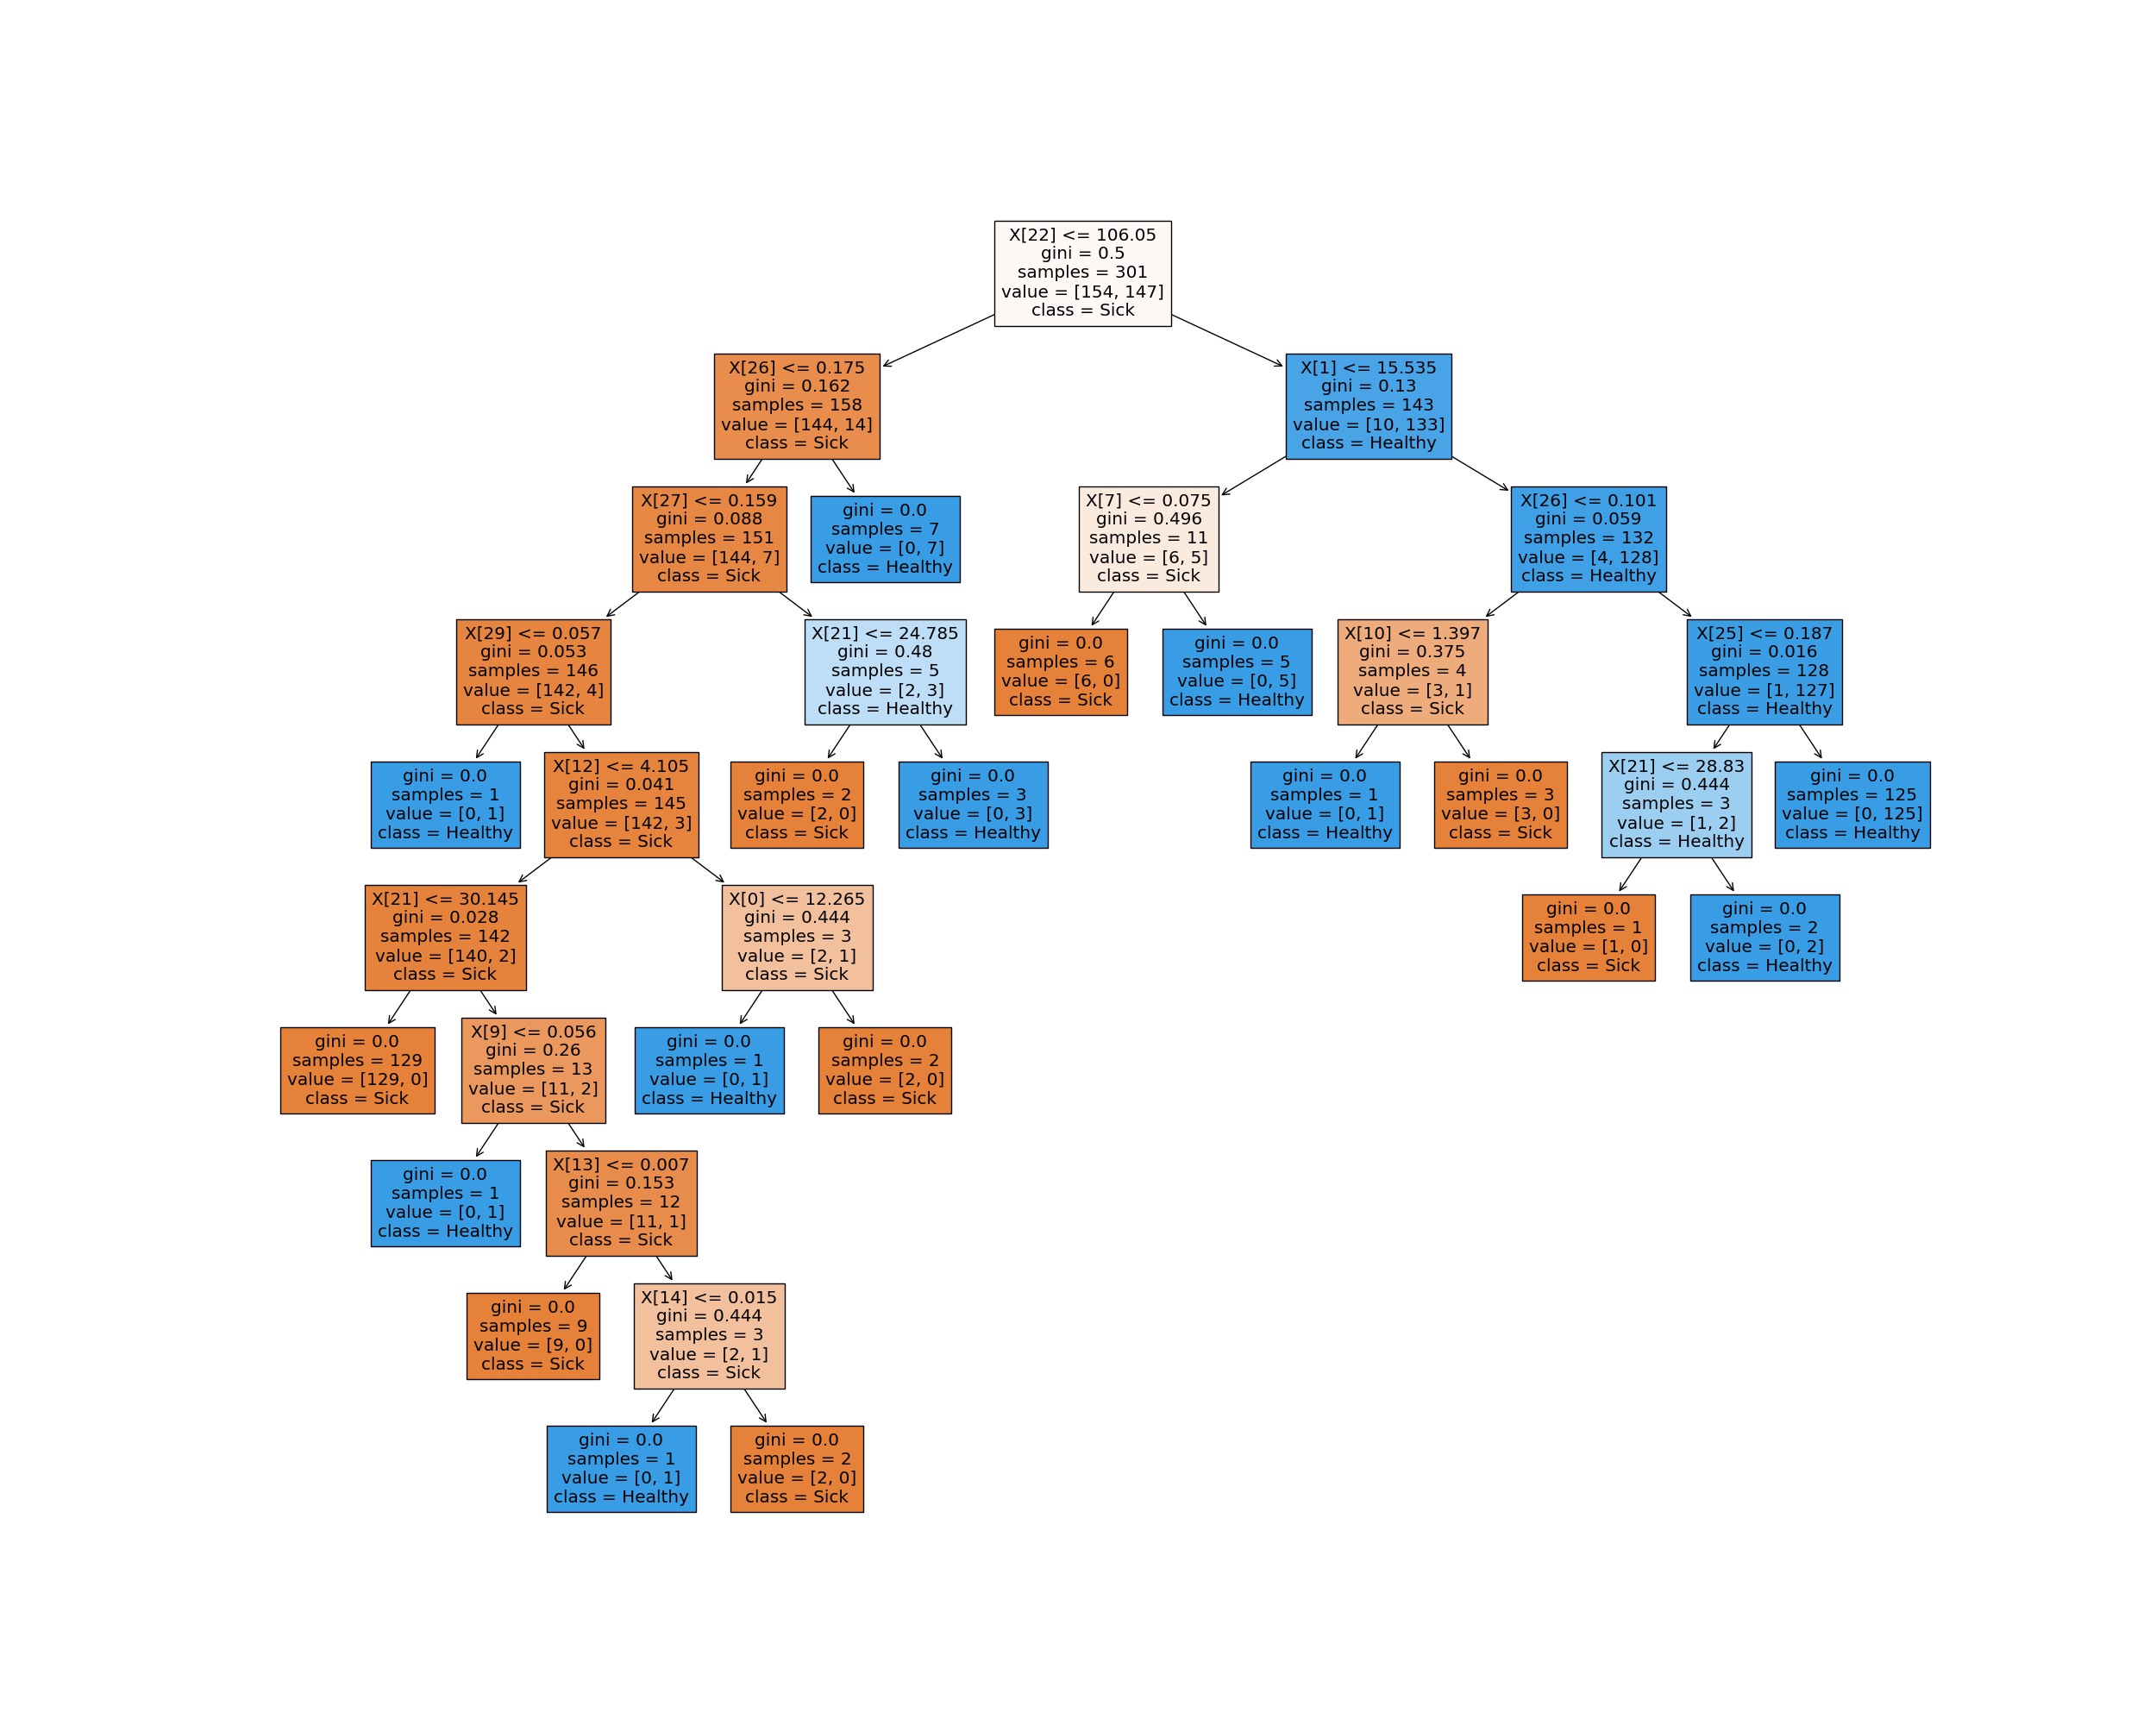 X[22] <= 106.05
gini = 0.5
samples = 301
value = [154, 147]
class = Sick
X[26] <= 0.175
gini = 0.162
samples = 158
value = [144, 14]
class = Sick
X[1] <= 15.535
gini = 0.13
samples = 143
value = [10, 133]
class = Healthy
X[27] <= 0.159
gini = 0.088
samples = 151
value = [144, 7]
class = Sick
gini = 0.0
samples = 7
value = [0, 7]
class = Healthy
X[7] <= 0.075
gini = 0.496
samples = 11
value = [6, 5]
class = Sick
X[26] <= 0.101
gini = 0.059
samples = 132
value = [4, 128]
class = Healthy
X[29] <= 0.057
gini = 0.053
samples = 146
value = [142, 4]
class = Sick
X[21] <= 24.785
gini = 0.48
samples = 5
value = [2, 3]
class = Healthy
gini = 0.0
samples = 6
value = [6, 0]
class = Sick
gini = 0.0
samples = 5
value = [0, 5]
class = Healthy
X[10] <= 1.397
gini = 0.375
samples = 4
value = [3, 1]
class = Sick
X[25] <= 0.187
gini = 0.016
samples = 128
value = [1, 127]
class = Healthy
gini = 0.0
samples = 1
value = [0, 1]
class = Healthy
X[12] <= 4.105
gini = 0.041
samples = 145
value = [142, 3]
class = Sick
gini = 0.0
samples = 2
value = [2, 0]
class = Sick
gini = 0.0
samples = 3
value = [0, 3]
class = Healthy
gini = 0.0
samples = 1
value = [0, 1]
class = Healthy
gini = 0.0
samples = 3
value = [3, 0]
class = Sick
X[21] <= 28.83
gini = 0.444
samples = 3
value = [1, 2]
class = Healthy
gini = 0.0
samples = 125
value = [0, 125]
class = Healthy
X[21] <= 30.145
gini = 0.028
samples = 142
value = [140, 2]
class = Sick
X[0] <= 12.265
gini = 0.444
samples = 3
value = [2, 1]
class = Sick
gini = 0.0
samples = 1
value = [1, 0]
class = Sick
gini = 0.0
samples = 2
value = [0, 2]
class = Healthy
gini = 0.0
samples = 129
value = [129, 0]
class = Sick
X[9] <= 0.056
gini = 0.26
samples = 13
value = [11, 2]
class = Sick
gini = 0.0
samples = 1
value = [0, 1]
class = Healthy
gini = 0.0
samples = 2
value = [2, 0]
class = Sick
gini = 0.0
samples = 1
value = [0, 1]
class = Healthy
X[13] <= 0.007
gini = 0.153
samples = 12
value = [11, 1]
class = Sick
gini = 0.0
samples = 9
value = [9, 0]
class = Sick
X[14] <= 0.015
gini = 0.444
samples = 3
value = [2, 1]
class = Sick
gini = 0.0
samples = 1
value = [0, 1]
class = Healthy
gini = 0.0
samples = 2
value = [2, 0]
class = Sick